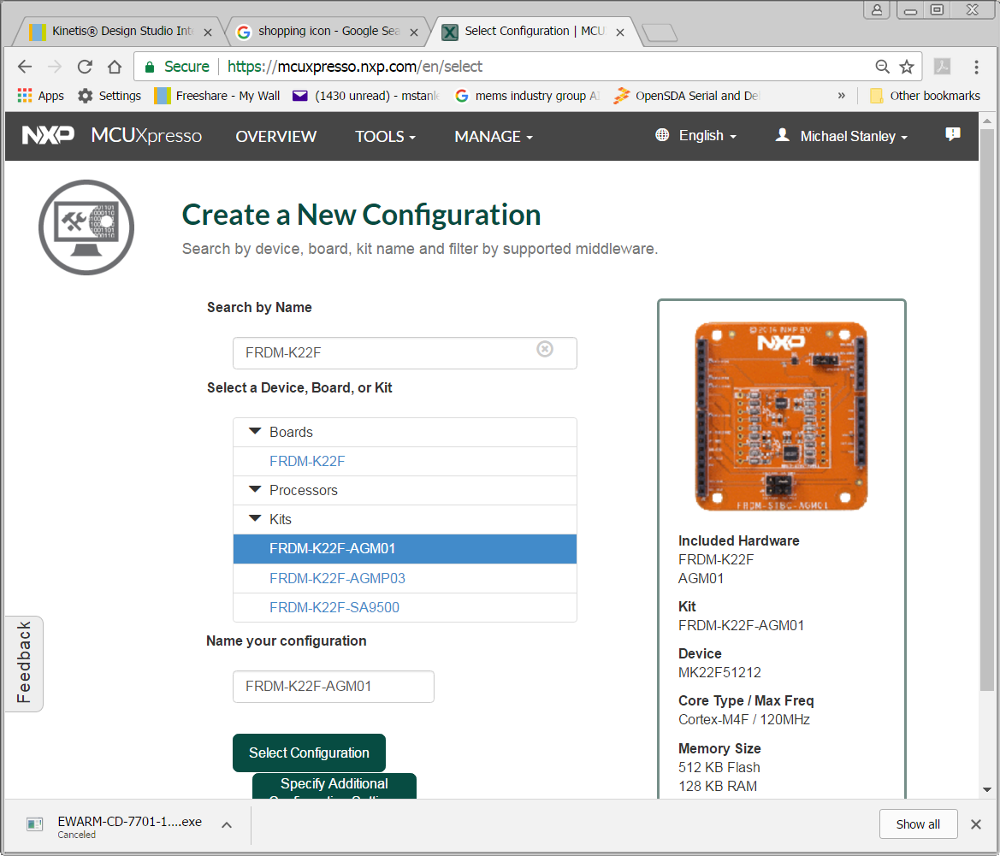 Kinetis® Design Studio Int
shopping icon - Google Sea
Select Configuration | MCU
Secure
https://mcuxpresso.nxp.com/en/select
Apps
Settings
Freeshare - My Wall
(1430 unread) - mstanle
mems industry group Al
OpenSDA Serial and De
»
Other bookmarks
NXP MCUXpresso
OVERVIEW
TOOLS
MANAGE
English
Michael Stanley
Create a New Configuration
Search by device, board, kit name and filter by supported middleware.
Search by Name
FRDM-K22F
Select a Device, Board, or Kit
Boards
FRDM-K22F
Processors
Kits
FRDM-K22F-AGM01
FRDM-K22F-AGMP03
FRDM-K22F-SA9500
Name your configuration
FRDM-K22F-AGM01
Select Configuration
Specify Additional
NXP
FRDM-STBC-AGM01
Included Hardware
FRDM-K22F
AGM01
Kit
FRDM-K22F-AGM01
Device
MK22F51212
Core Type / Max Freq
Cortex-M4F / 120MHz
Memory Size
512 KB Flash
128 KB RAM
Feedback
EWARM-CD-7701-1....exe
Canceled
Show all